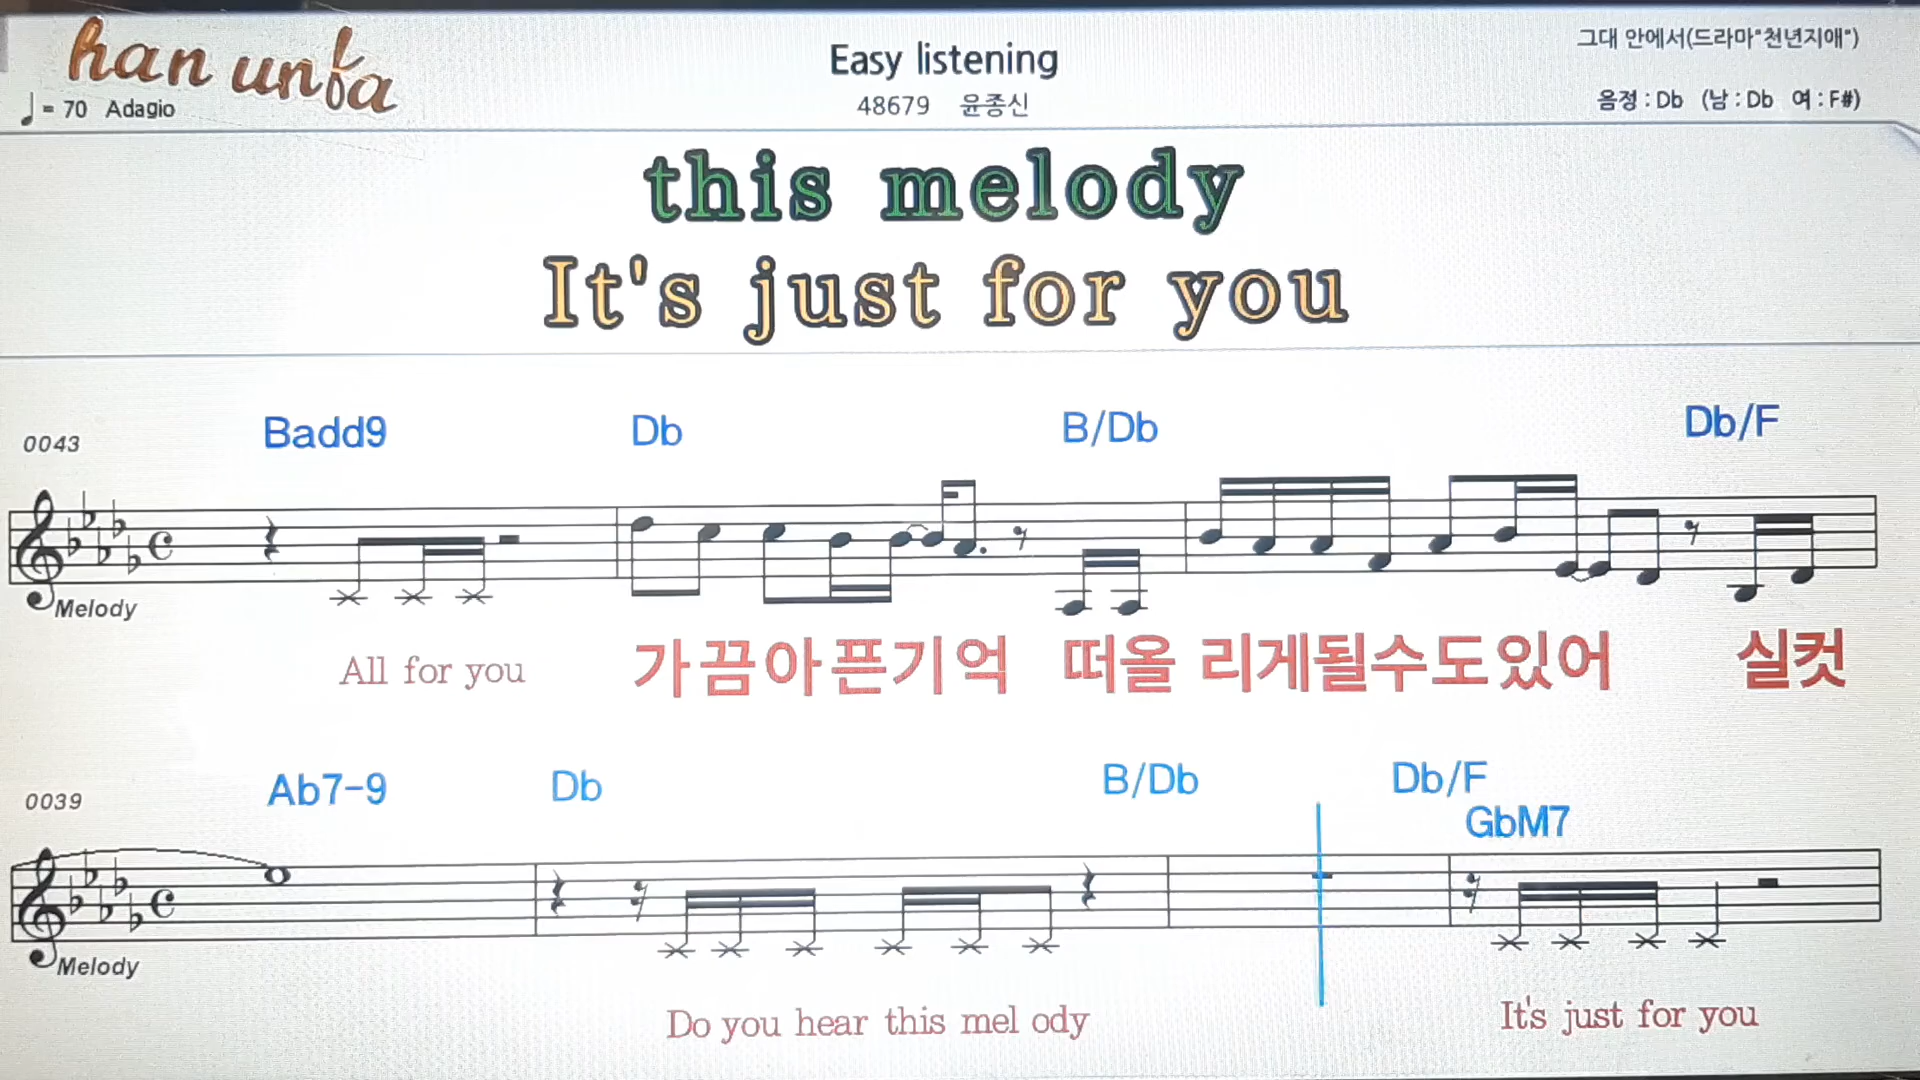 han unfa
♩= 70 Adagio
Easy listening
48679 윤종신
그대 안에서(드라마"천년지애")
음정 : Db (남 : Db 여 : F#)
this melody
It's just for you
0043 Badd9 Db B/Db Db/F
Melody
All for you 가끔아픈기억 떠올 리게될수도있어 실컷
0039 Ab7-9 Db B/Db Db/F
GbM7
Melody
Do you hear this mel ody It's just for you